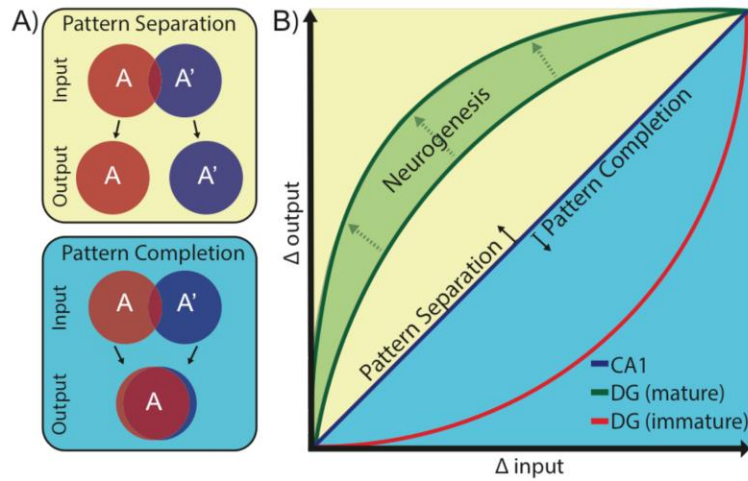 A)
Pattern Separation
Input
A
A'
Output
A
A'
Pattern Completion
Input
A
A'
Output
A
B)
Δ output
Neurogenesis
Pattern Separation
Pattern Completion
CA1
DG (mature)
DG (immature)
Δ input